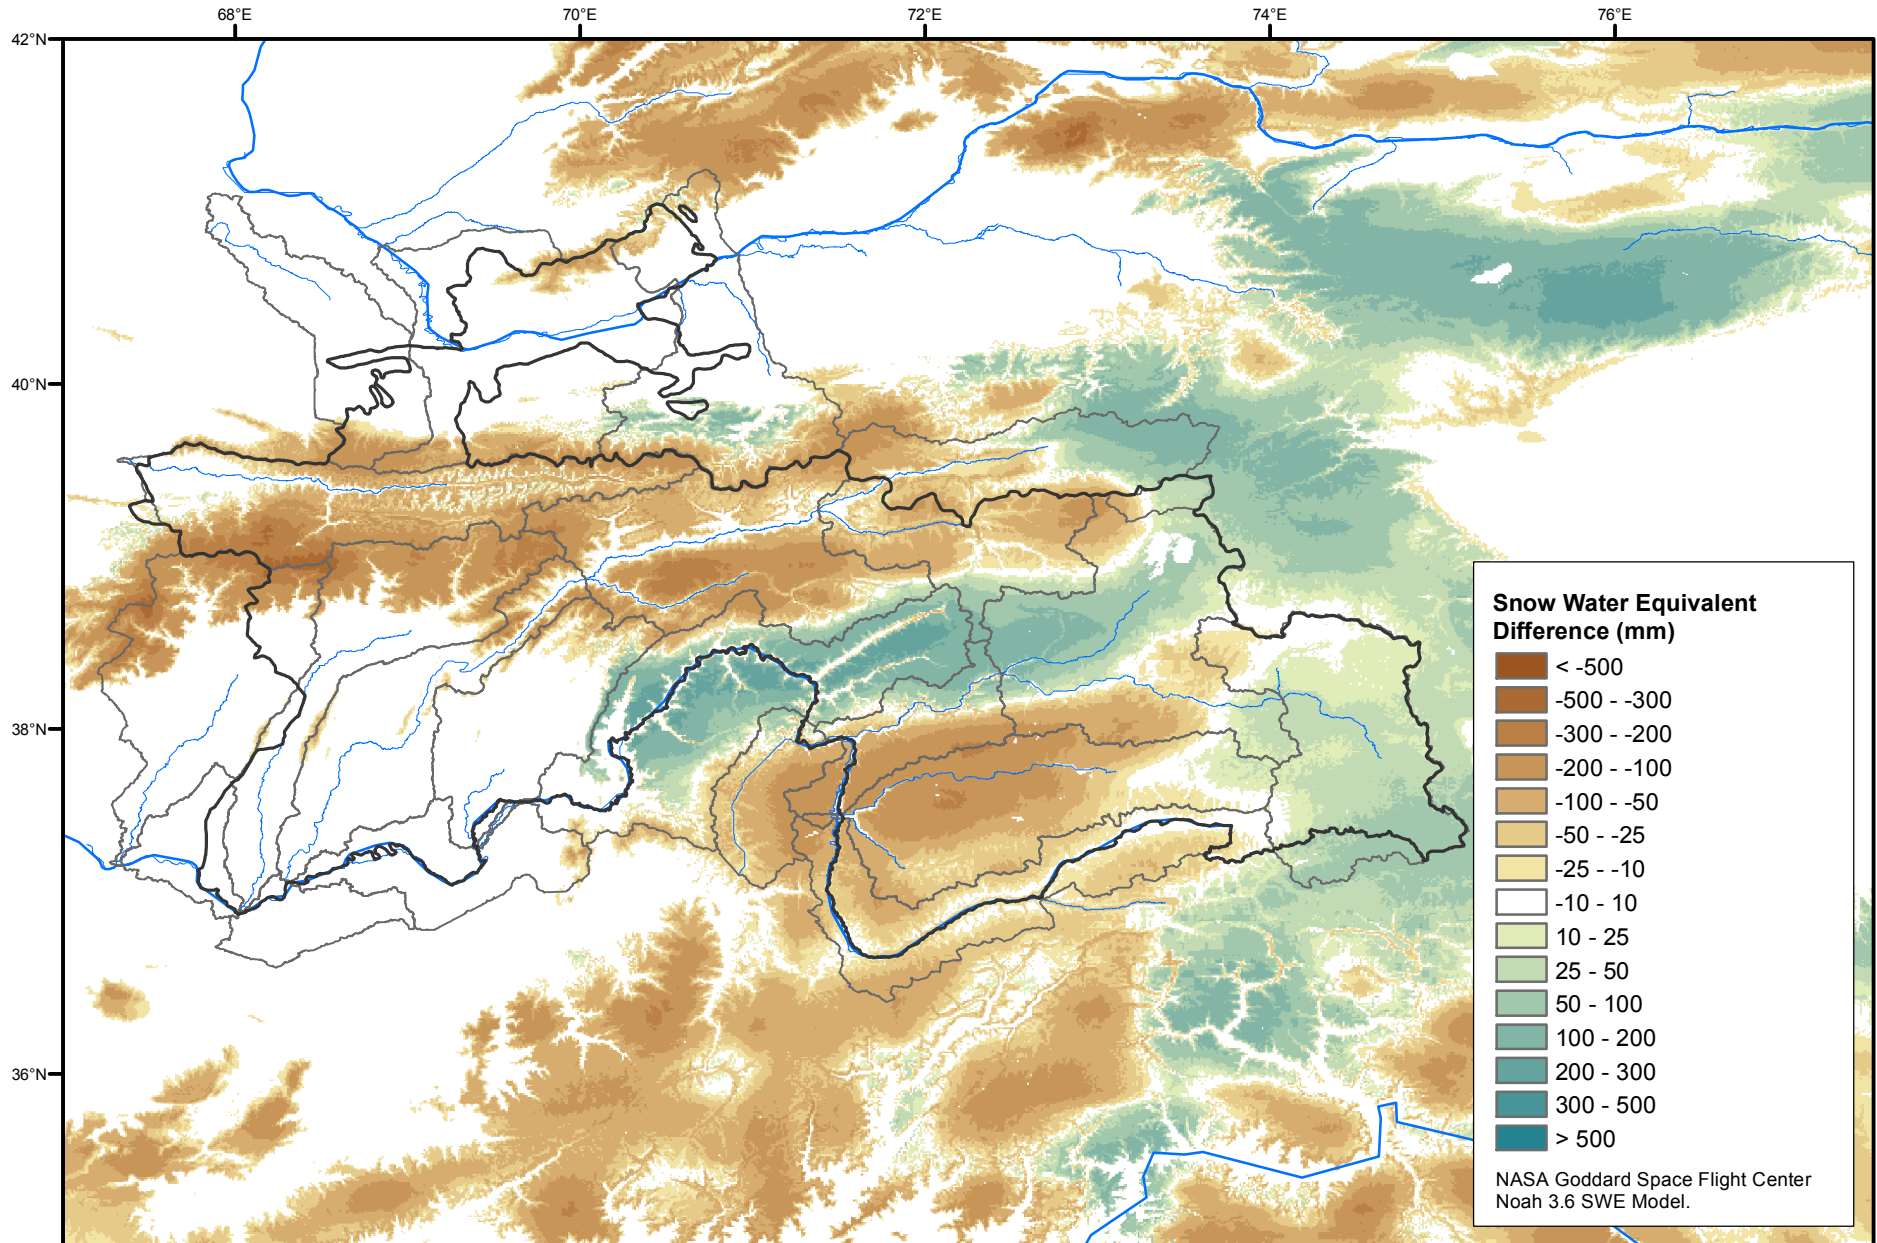 68°E 70°E 72°E 74°E 76°E
42°N
40°N
38°N
36°N
Snow Water Equivalent
Difference (mm)
< -500
-500 - -300
-300 - -200
-200 - -100
-100 - -50
-50 - -25
-25 - -10
-10 - 10
10 - 25
25 - 50
50 - 100
100 - 200
200 - 300
300 - 500
> 500
NASA Goddard Space Flight Center
Noah 3.6 SWE Model.